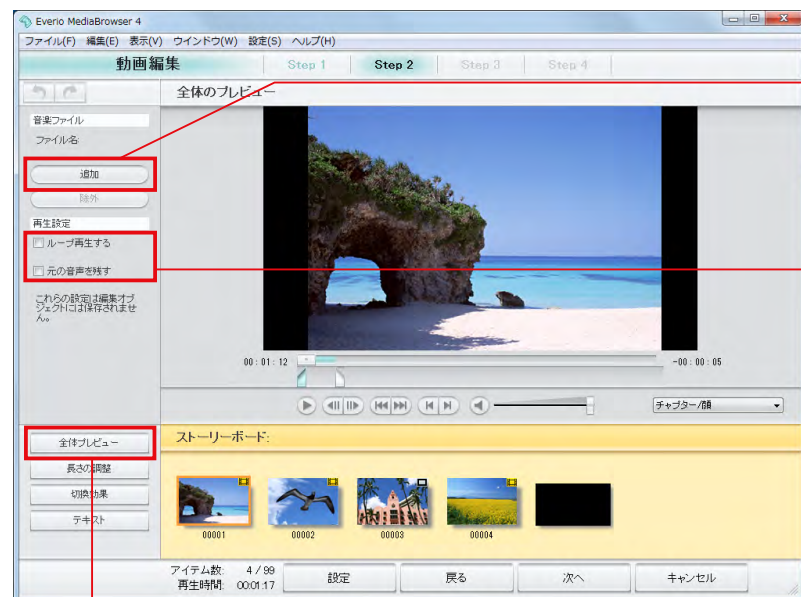 Everio MediaBrowser 4
ファイル(F) 編集(E) 表示(V) ウインドウ(W) 設定(S) ヘルプ(H)
動画編集
Step 1 Step 2 Step 3 Step 4
全体のプレビュー
音楽ファイル
ファイル名:
追加
除外
再生設定
ループ再生する
元の音声を残す
これらの設定は編集オブ
ジェクトには保存されませ
ん。
00:01:12
-00:00:05
チャプター/顔
全体プレビュー
長さの調整
切換効果
テキスト
ストーリーボード:
00001
00002
00003
00004
アイテム数: 4 / 99
再生時間: 00:01:17
設定
戻る
次へ
キャンセル